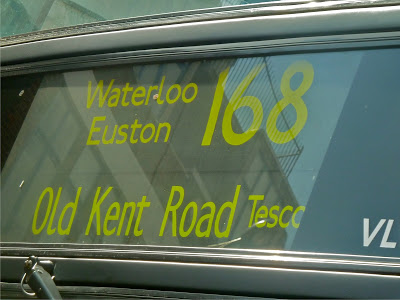 Waterloo 168
Euston
Old Kent Road Tesco
VL